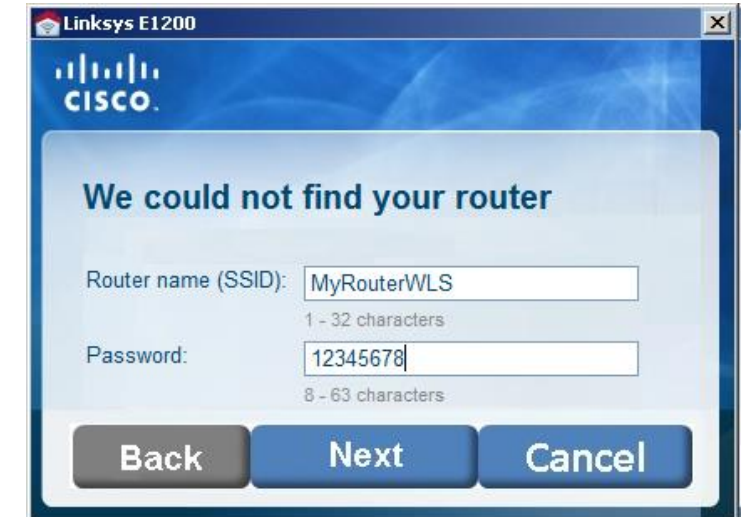 Linksys E1200
CISCO.
We could not find your router
Router name (SSID): MyRouterWLS
1 - 32 characters
Password: 12345678
8 - 63 characters
Back Next Cancel